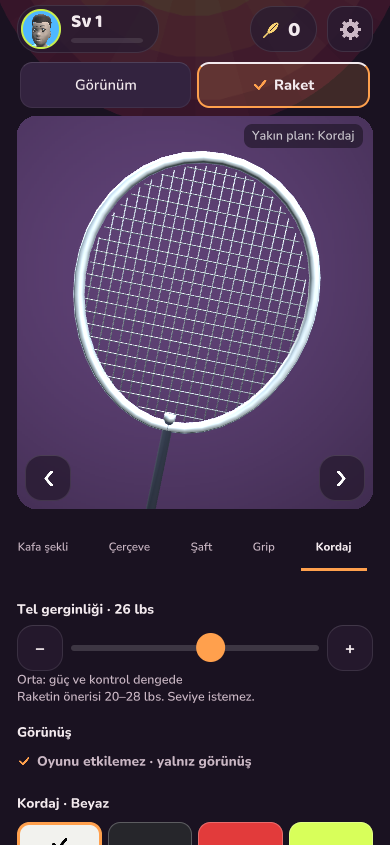 Sv 1
0
Görünüm
Raket
Yakın plan: Kordaj
Kafa şekli
Çerçeve
Şaft
Grip
Kordaj
Tel gerginliği · 26 lbs
Orta: güç ve kontrol dengede
Raketin önerisi 20–28 lbs. Seviye istemez.
Görünüş
Oyunu etkilemez · yalnız görünüş
Kordaj · Beyaz